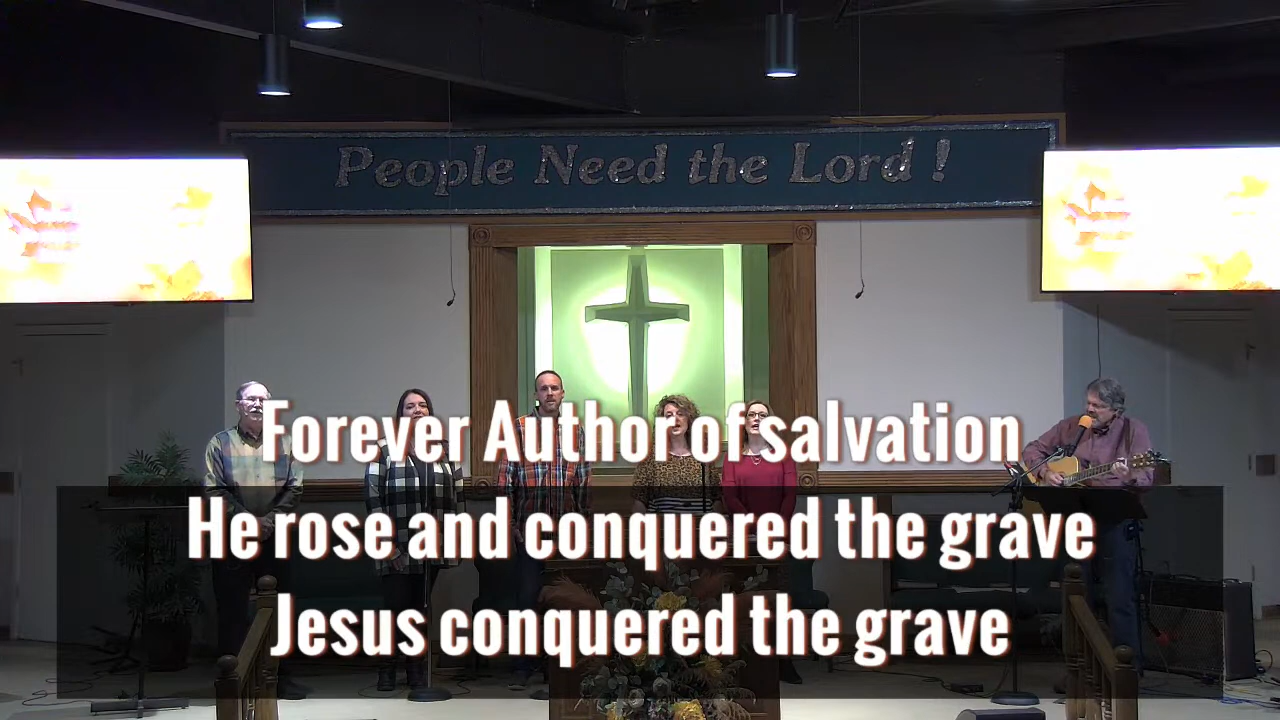 People Need the Lord !
Forever Author of salvation
He rose and conquered the grave
Jesus conquered the grave